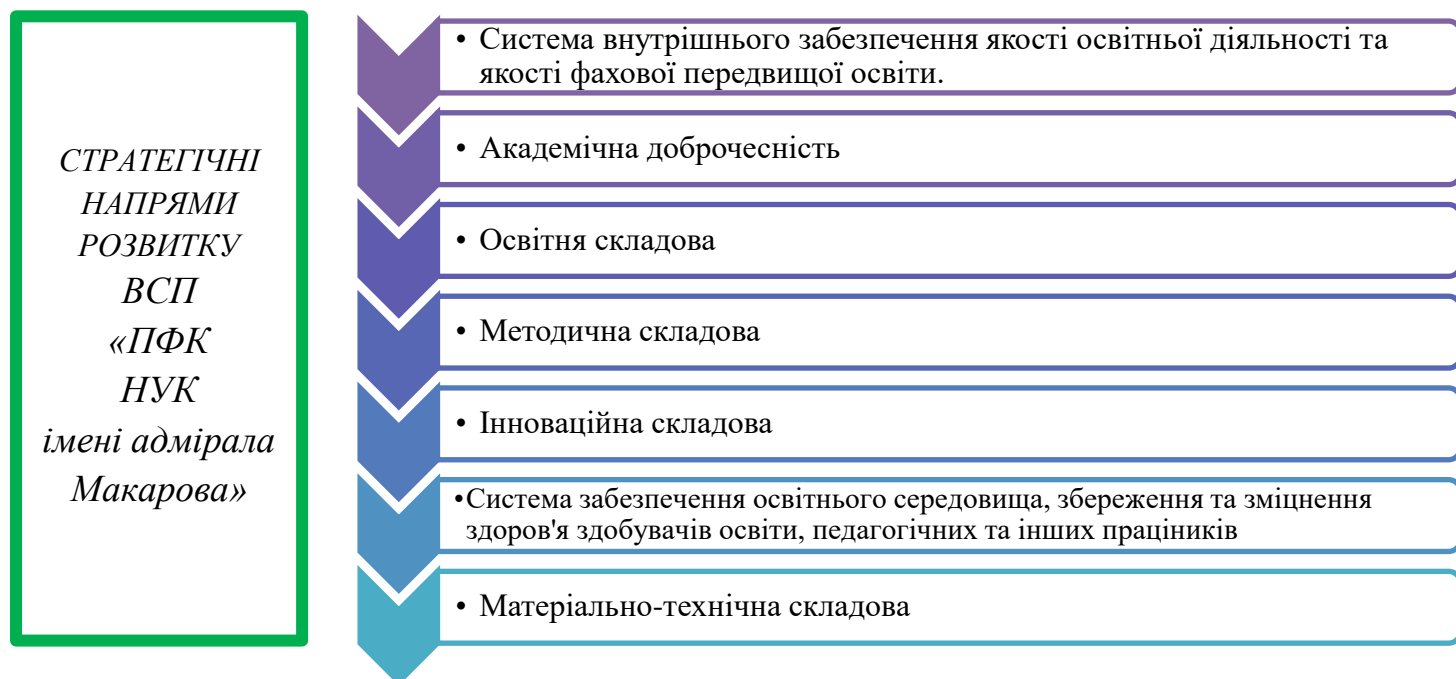 СТРАТЕГІЧНІ
НАПРЯМИ
РОЗВИТКУ
ВСП
«ПФК
НУК
імені адмірала
Макарова»
• Система внутрішнього забезпечення якості освітньої діяльності та
якості фахової передвищої освіти.
• Академічна доброчесність
• Освітня складова
• Методична складова
• Інноваційна складова
•Система забезпечення освітнього середовища, збереження та зміцнення
здоров'я здобувачів освіти, педагогічних та інших праціників
• Матеріально-технічна складова